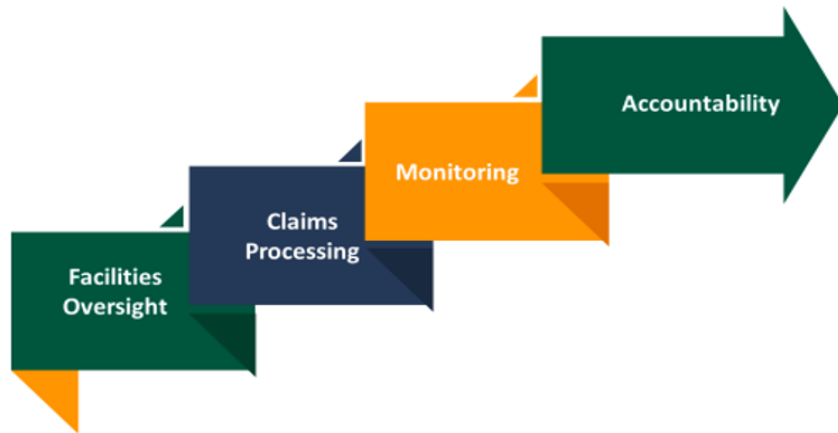 Facilities
Oversight
Claims
Processing
Monitoring
Accountability